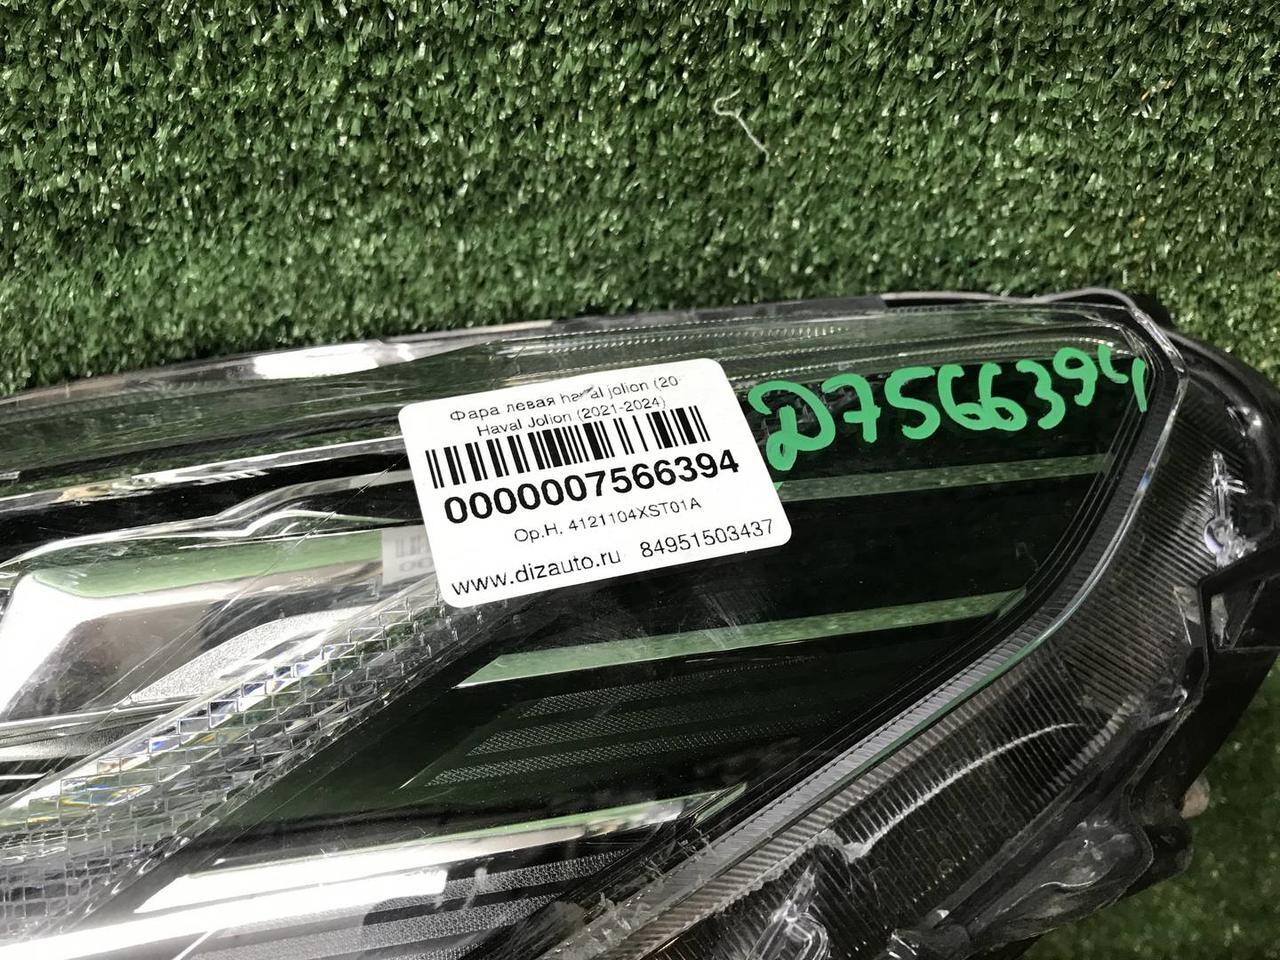 Фара левая haval jolion (20-
Haval Jolion (2021-2024)
0000007566394
Ор.Н. 4121104XST01A
www.dizauto.ru 84951503437
D7566394